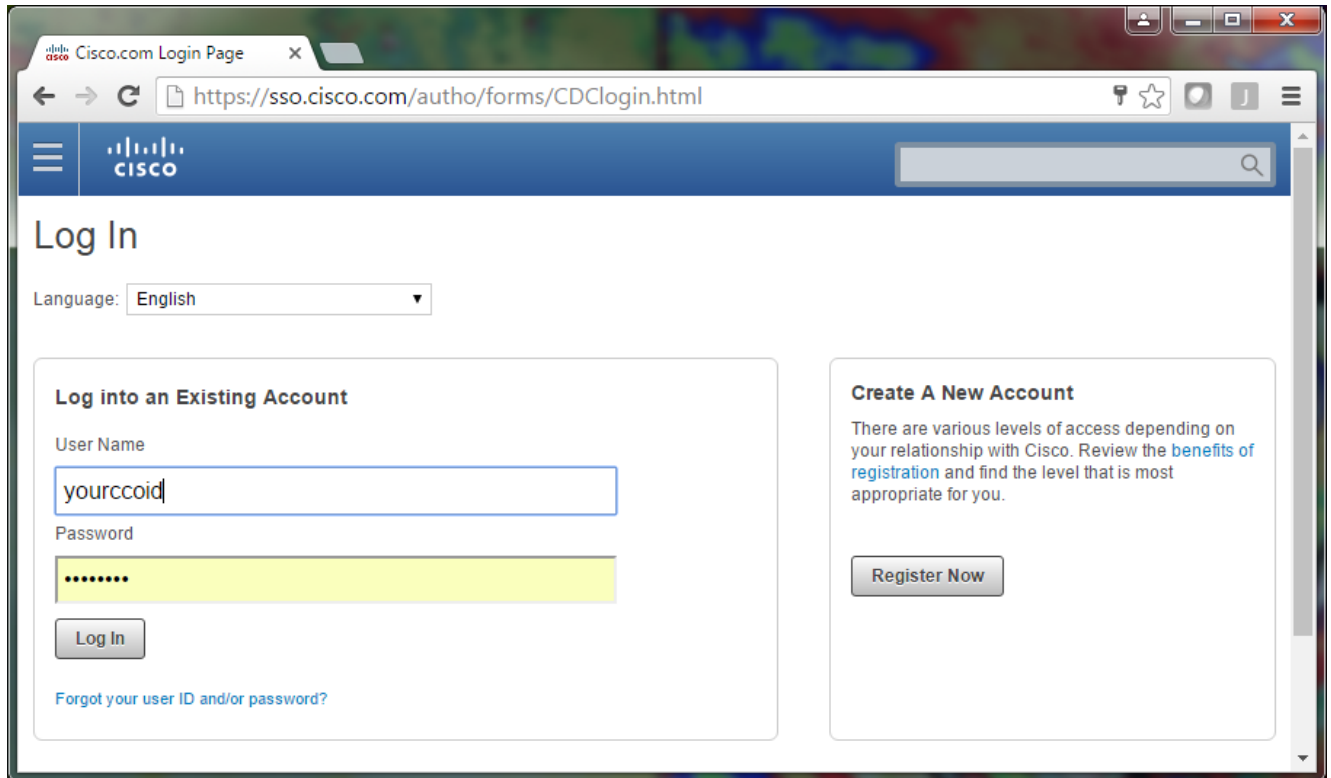 Cisco.com Login Page
https://sso.cisco.com/autho/forms/CDClogin.html
J
CISCO
Log In
Language: English
Log into an Existing Account
User Name
yourccoid
Password
••••••••
Log In
Forgot your user ID and/or password?
Create A New Account
There are various levels of access depending on
your relationship with Cisco. Review the benefits of
registration and find the level that is most
appropriate for you.
Register Now